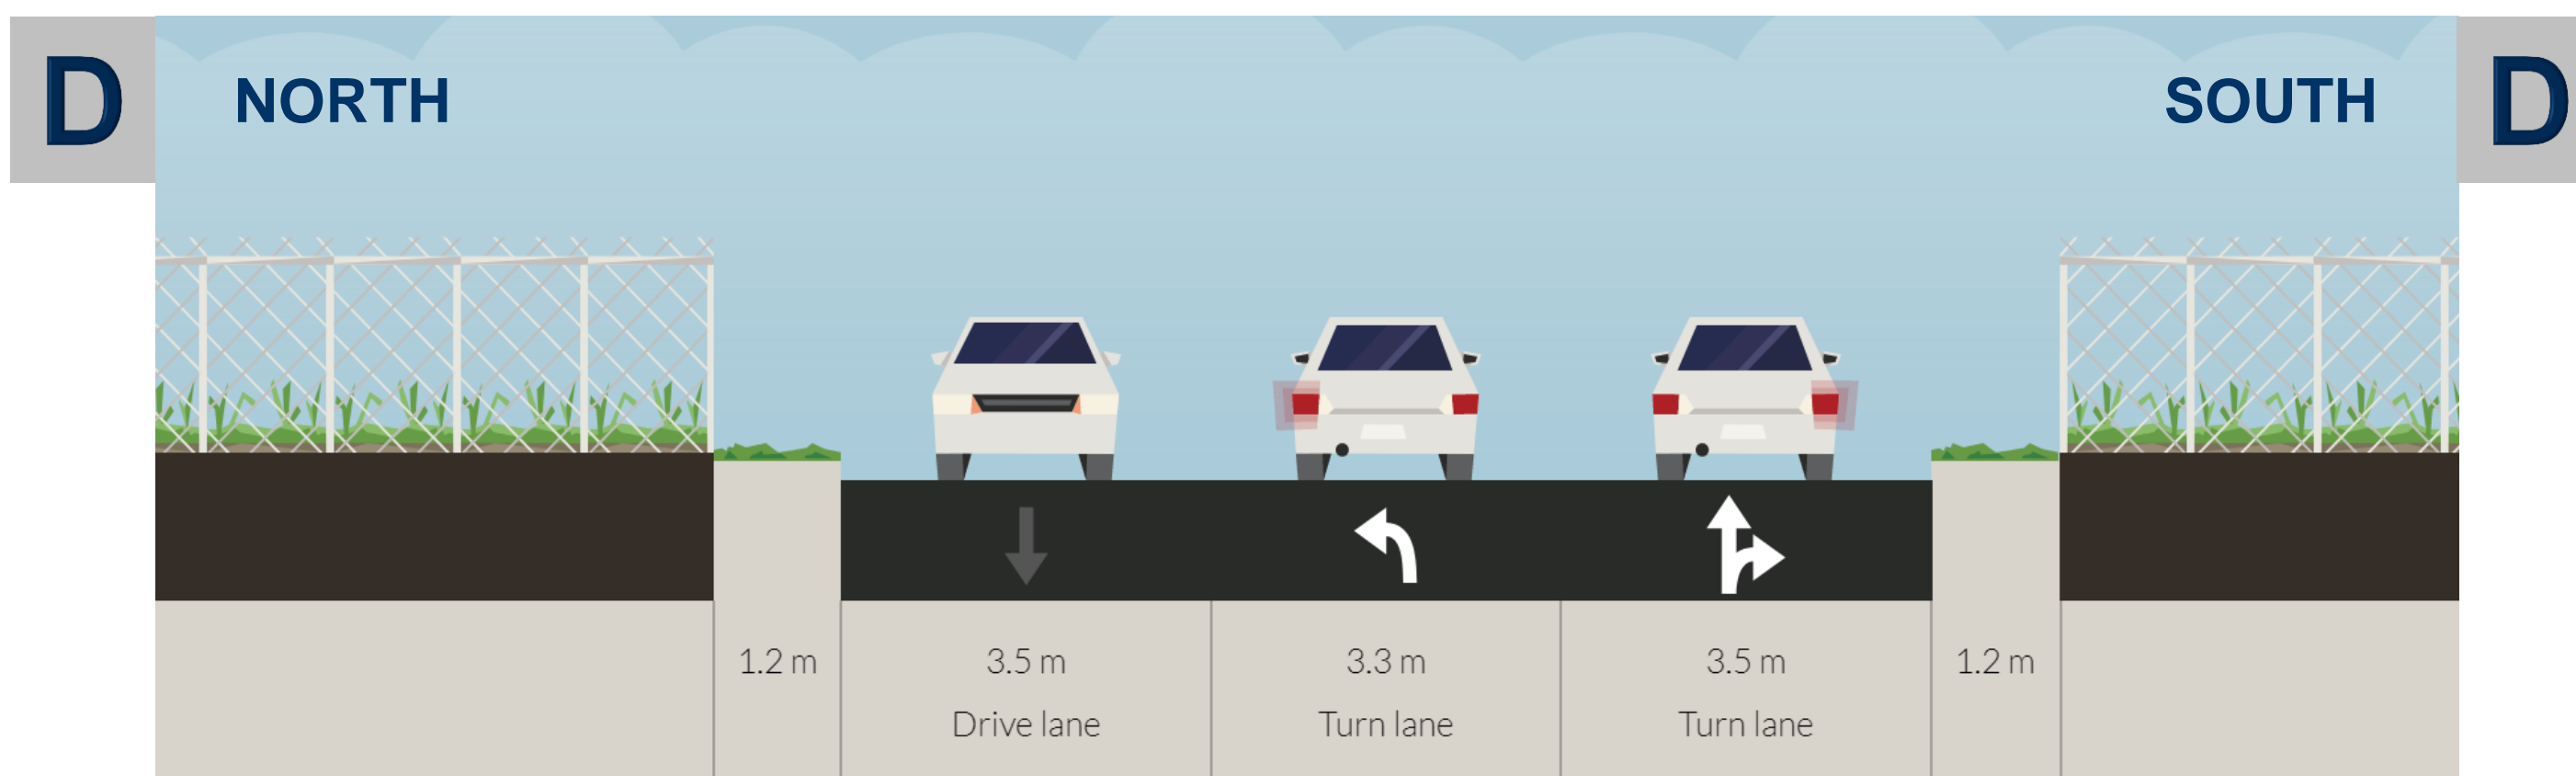 D NORTH SOUTH D
1.2 m 3.5 m 3.3 m 3.5 m 1.2 m
Drive lane Turn lane Turn lane